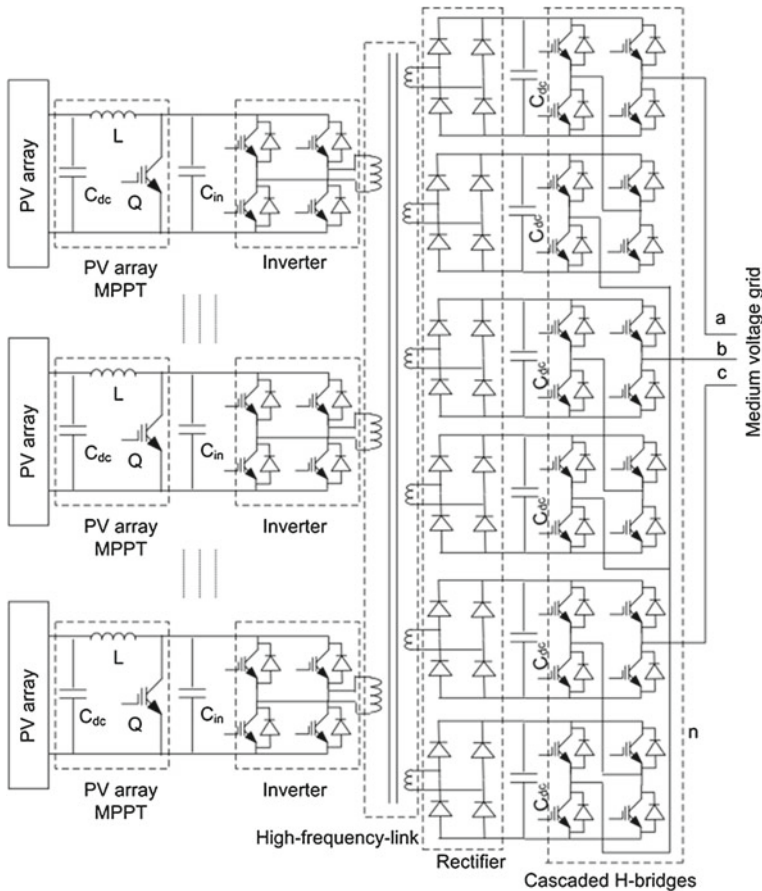 PV array
L
C_dc
Q
C_in
PV array
MPPT
Inverter
PV array
L
C_dc
Q
C_in
PV array
MPPT
Inverter
PV array
L
C_dc
Q
C_in
PV array
MPPT
Inverter
High-frequency-link
C_dc
C_dc
C_dc
C_dc
C_dc
C_dc
Rectifier
Cascaded H-bridges
a
b
c
n
Medium voltage grid